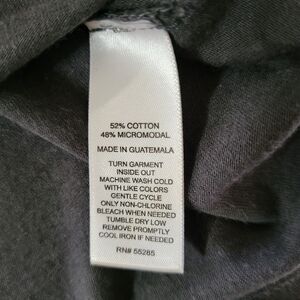 52% COTTON
48% MICROMODAL
MADE IN GUATEMALA
TURN GARMENT
INSIDE OUT
MACHINE WASH COLD
WITH LIKE COLORS
GENTLE CYCLE
ONLY NON-CHLORINE
BLEACH WHEN NEEDED
TUMBLE DRY LOW
REMOVE PROMPTLY
COOL IRON IF NEEDED
RN# 55285